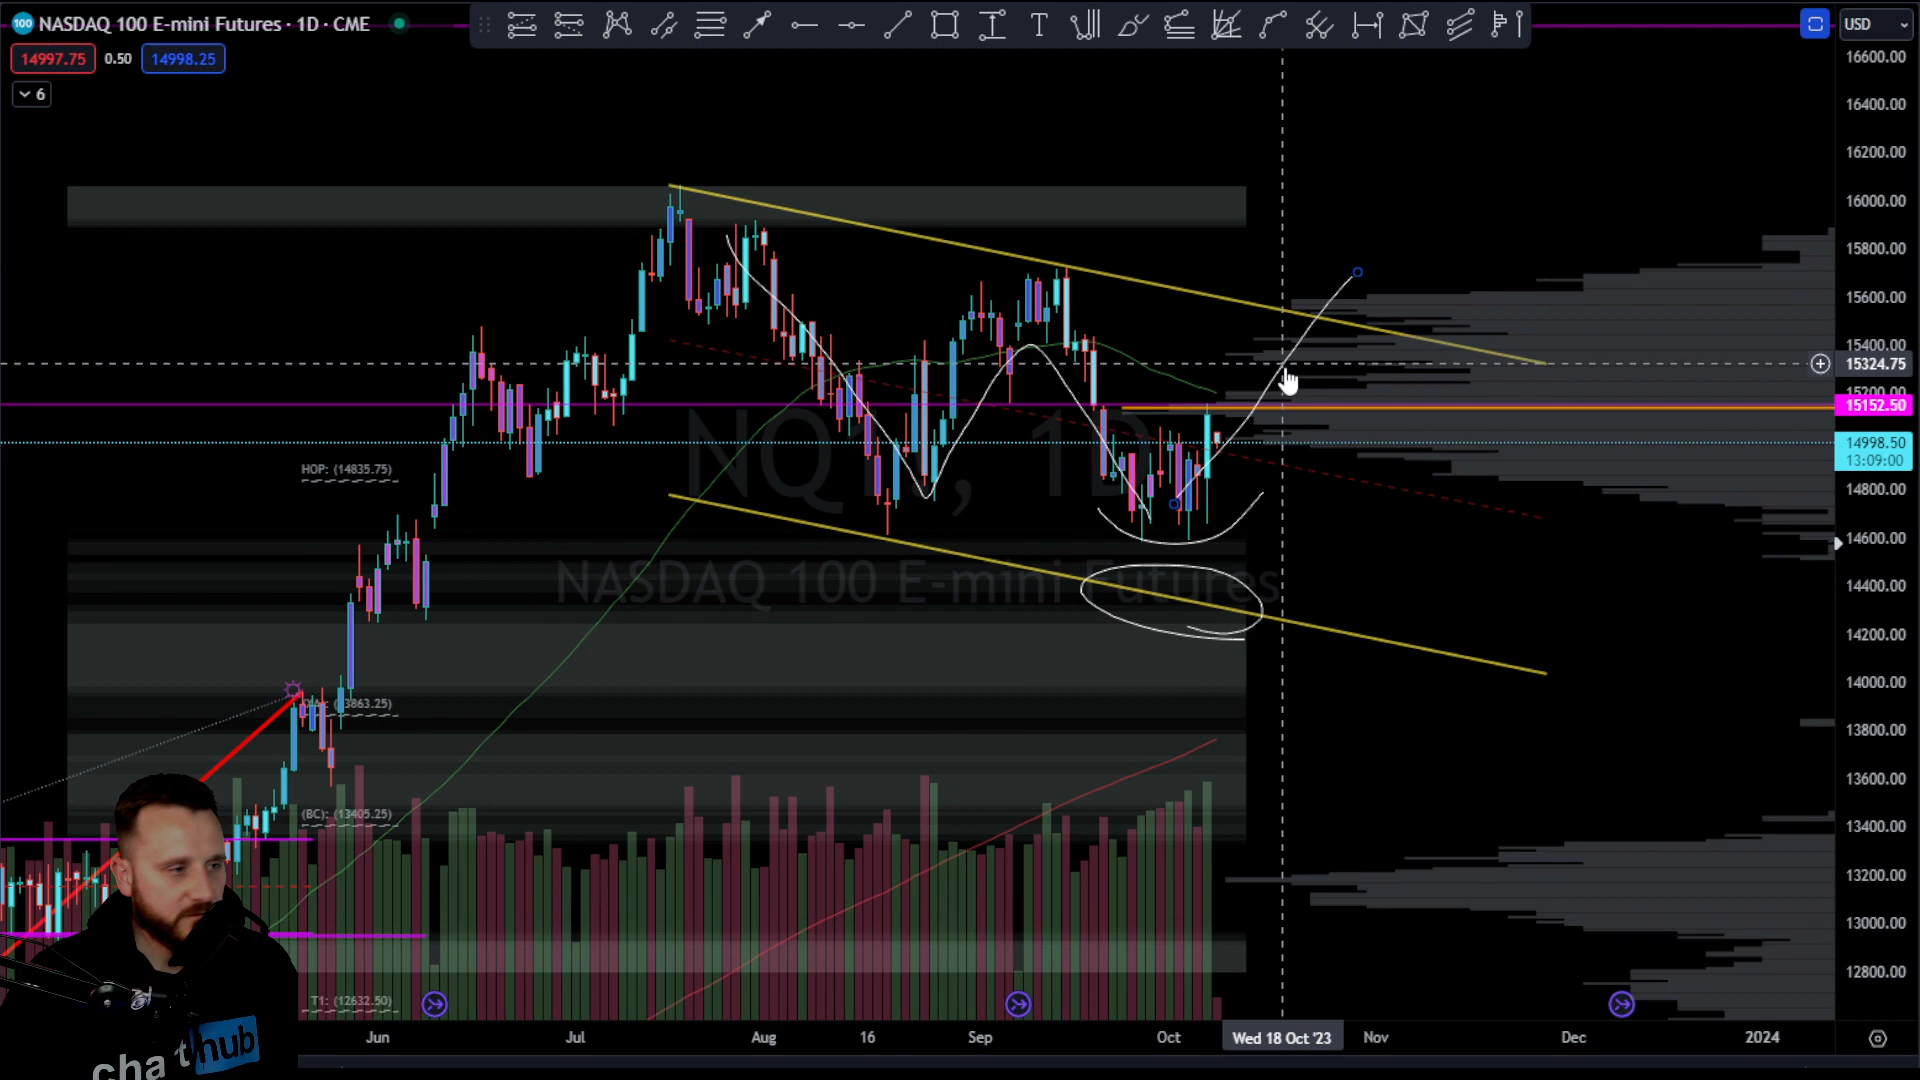 100 NASDAQ 100 E-mini Futures · 1D · CME
USD
14997.75 0.50 14998.25
6
16600.00
16400.00
16200.00
16000.00
15800.00
15600.00
15400.00
15324.75
15200.00
15152.50
14998.50
13:09:00
14800.00
14600.00
14400.00
14200.00
14000.00
13800.00
13600.00
13400.00
13200.00
13000.00
12800.00
HOP: (14835.75)
NASDAQ 100 E-mini Futures
(BC): (13405.25)
T1: (12632.50)
Jun Jul Aug 16 Sep Oct Wed 18 Oct '23 Nov Dec 2024
chathub